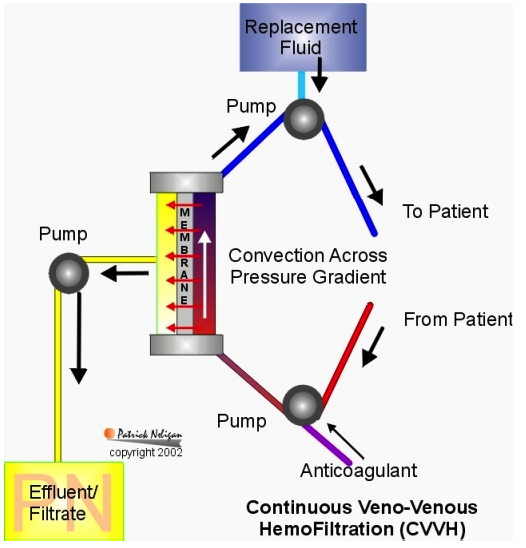 Replacement
Fluid
Pump
To Patient
MEMBRANE
Pump
Convection Across
Pressure Gradient
From Patient
Pump
Patrick Neligan
copyright 2002
Anticoagulant
PN
Effluent/
Filtrate
Continuous Veno-Venous
HemoFiltration (CVVH)